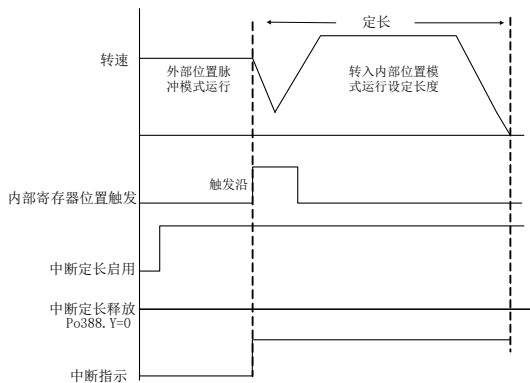 定长
转速
外部位置脉
冲模式运行
转入内部位置模
式运行设定长度
触发沿
内部寄存器位置触发
中断定长启用
中断定长释放
Po388.Y=0
中断指示